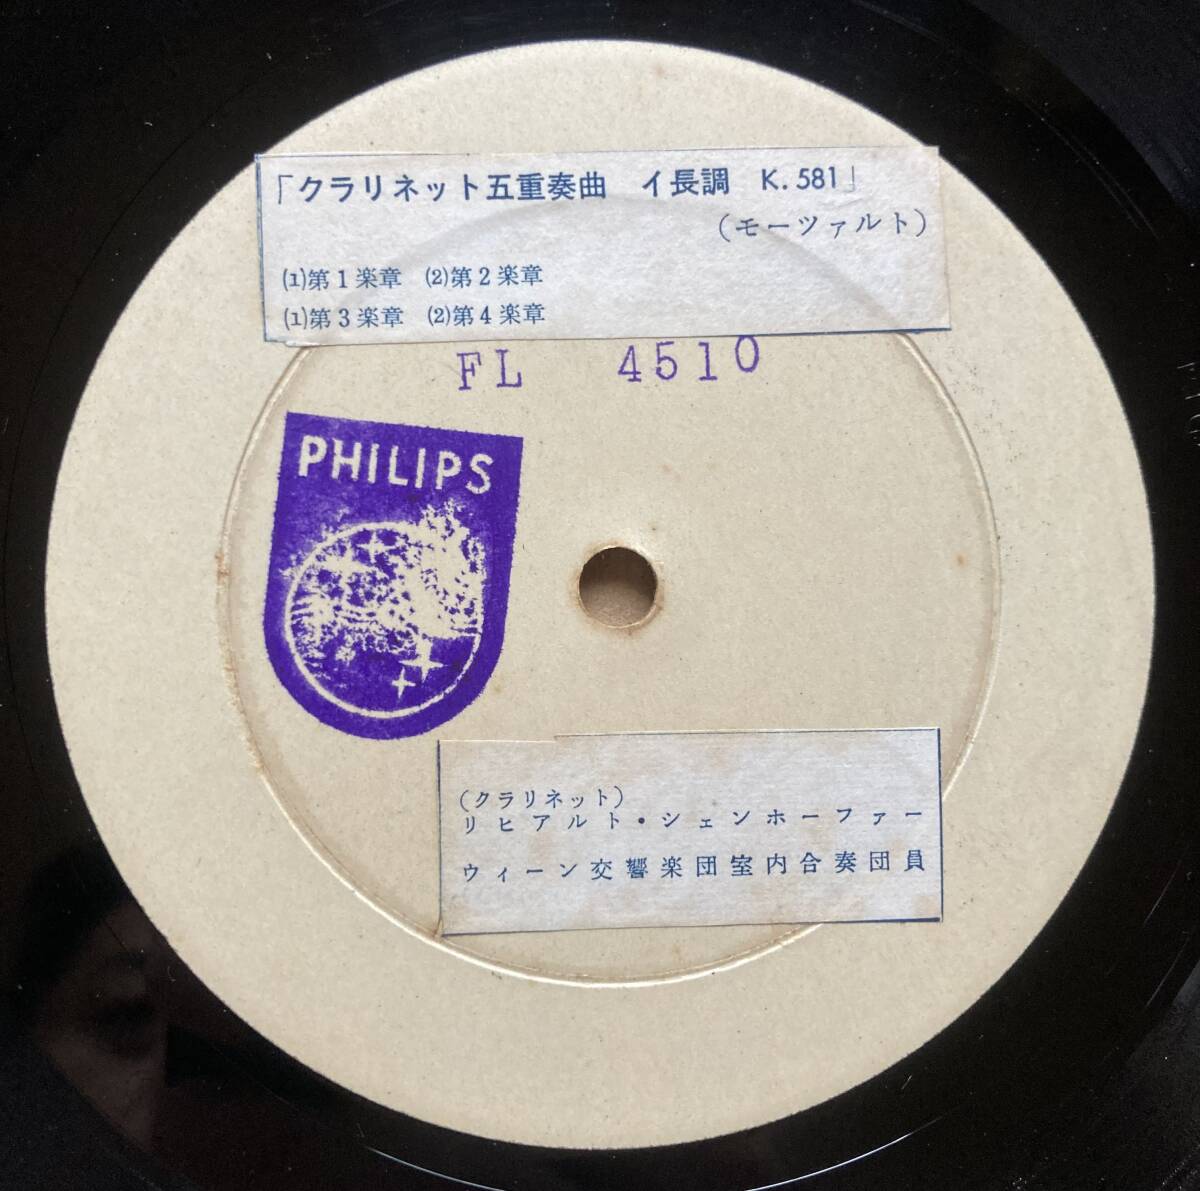 「クラリネット五重奏曲　イ長調　K. 581」
（モーツァルト）
⑴第1楽章　⑵第2楽章
⑴第3楽章　⑵第4楽章
FL　4510
PHILIPS
（クラリネット）
リヒアルト・シェンホーファー
ウィーン交響楽団室内合奏団員